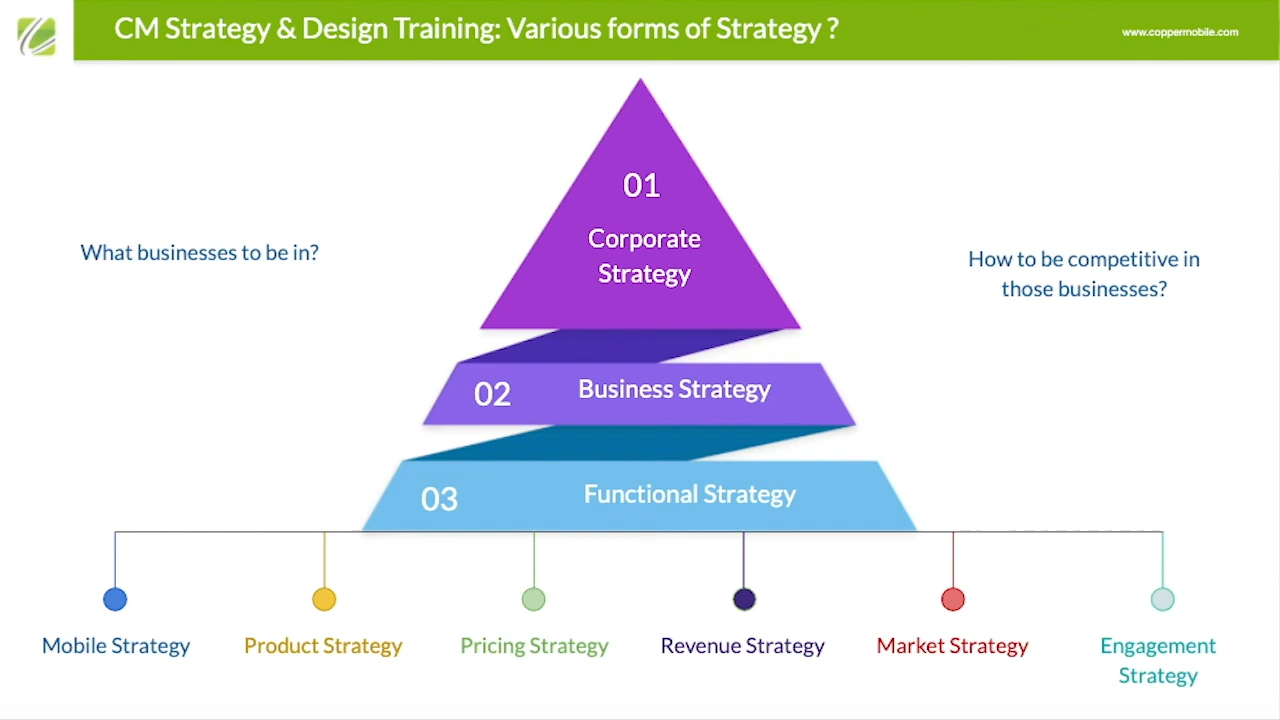 CM Strategy & Design Training: Various forms of Strategy ?
www.coppermobile.com
01
Corporate
Strategy
What businesses to be in?
How to be competitive in
those businesses?
02
Business Strategy
03
Functional Strategy
Mobile Strategy
Product Strategy
Pricing Strategy
Revenue Strategy
Market Strategy
Engagement
Strategy